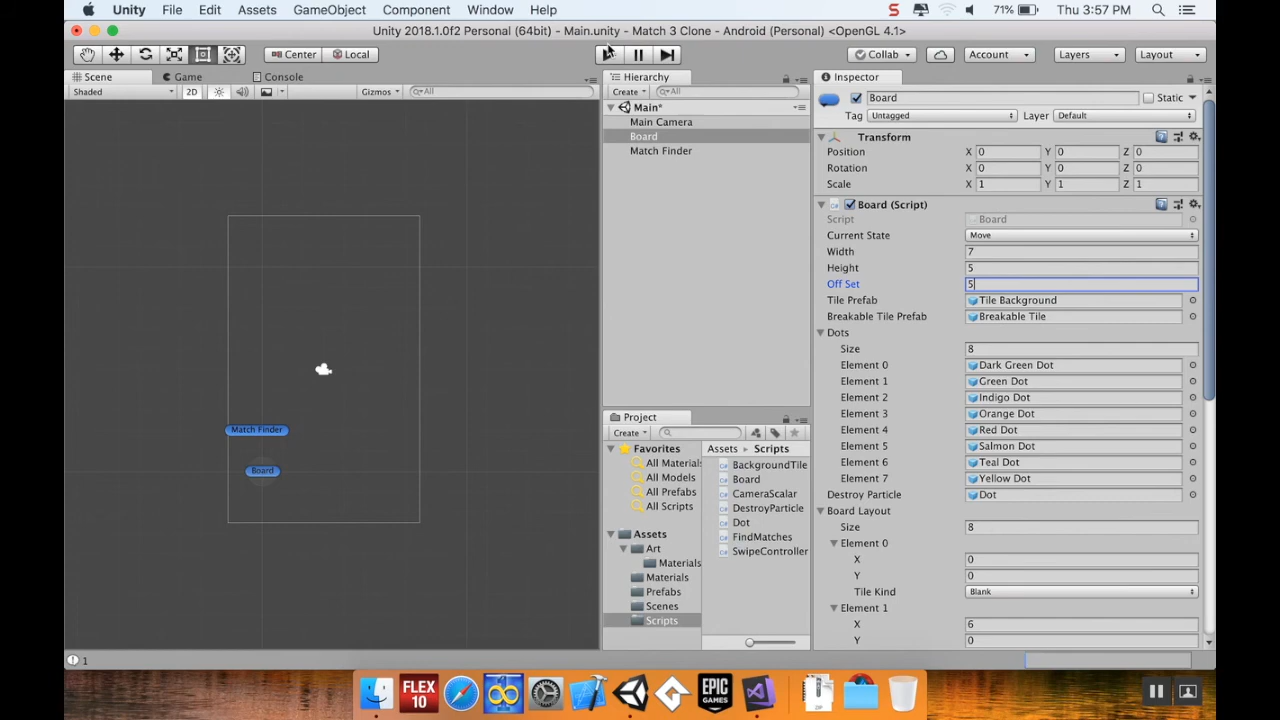 Unity File Edit Assets GameObject Component Window Help 71% Thu 3:57 PM
Unity 2018.1.0f2 Personal (64bit) - Main.unity - Match 3 Clone - Android (Personal) <OpenGL 4.1>
Center Local Collab Account Layers Layout
Scene Game Console
Shaded 2D Gizmos All
Match Finder
Board
Hierarchy
Create All
Main*
Main Camera
Board
Match Finder
Project
Create
Favorites
All Materials
All Models
All Prefabs
All Scripts
Assets
Art
Materials
Materials
Prefabs
Scenes
Scripts
Assets Scripts
BackgroundTile
Board
CameraScalar
DestroyParticle
Dot
FindMatches
SwipeController
Inspector
Board Static
Tag Untagged Layer Default
Transform
Position X 0 Y 0 Z 0
Rotation X 0 Y 0 Z 0
Scale X 1 Y 1 Z 1
Board (Script)
Script Board
Current State Move
Width 7
Height 5
Off Set 5
Tile Prefab Tile Background
Breakable Tile Prefab Breakable Tile
Dots
Size 8
Element 0 Dark Green Dot
Element 1 Green Dot
Element 2 Indigo Dot
Element 3 Orange Dot
Element 4 Red Dot
Element 5 Salmon Dot
Element 6 Teal Dot
Element 7 Yellow Dot
Destroy Particle Dot
Board Layout
Size 8
Element 0
X 0
Y 0
Tile Kind Blank
Element 1
X 6
Y 0
1
FLEX
10
EPIC
GAMES
ZIP